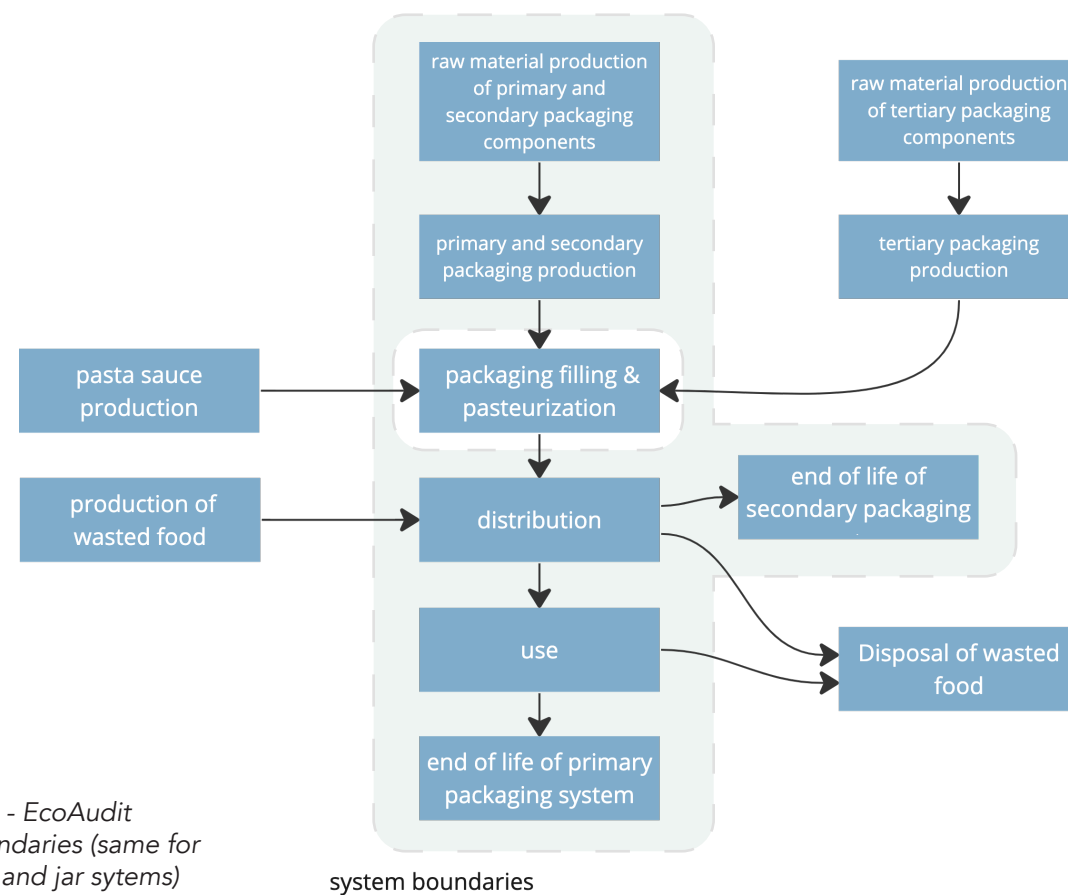 raw material production
of primary and
secondary packaging
components
raw material production
of tertiary packaging
components
primary and secondary
packaging production
tertiary packaging
production
pasta sauce
production
packaging filling &
pasteurization
production of
wasted food
distribution
end of life of
secondary packaging
use
Disposal of wasted
food
end of life of primary
packaging system
- EcoAudit
ndaries (same for
and jar sytems)
system boundaries